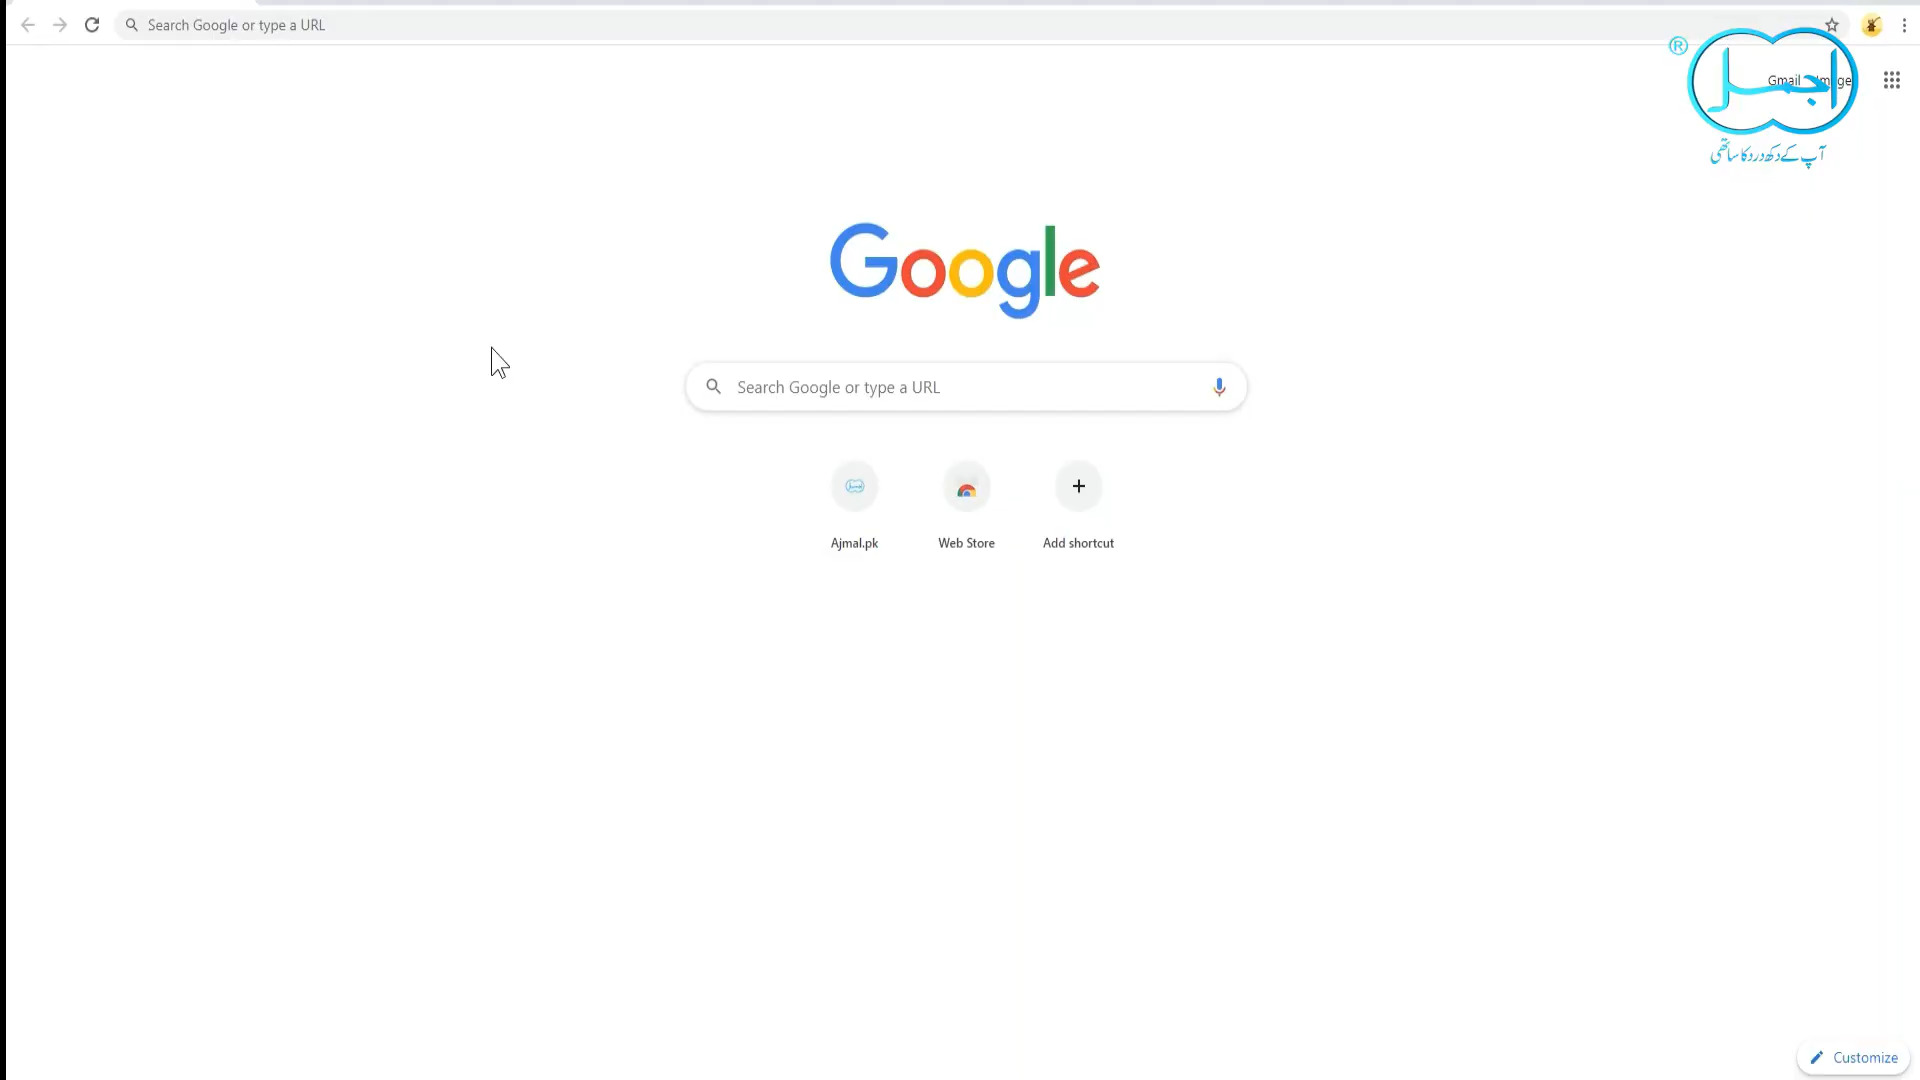 Search Google or type a URL
®
اجمل
Gmail
آپ کے دکھ درد کا ساتھی
Google
Search Google or type a URL
Ajmal.pk
Web Store
Add shortcut
Customize